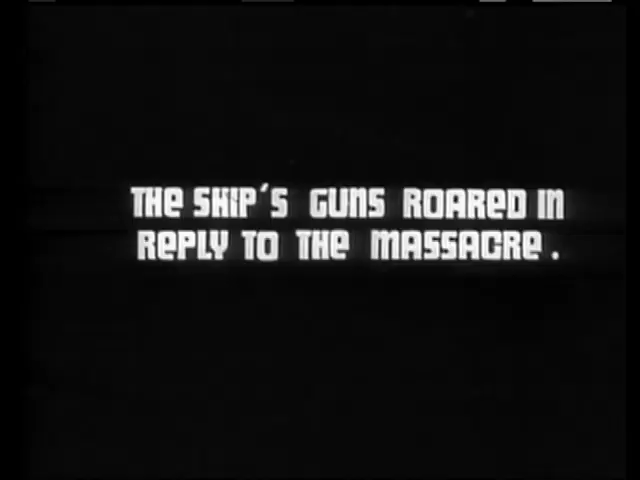 THE SHIP'S GUNS ROARED IN
REPLY TO THE MASSACRE.